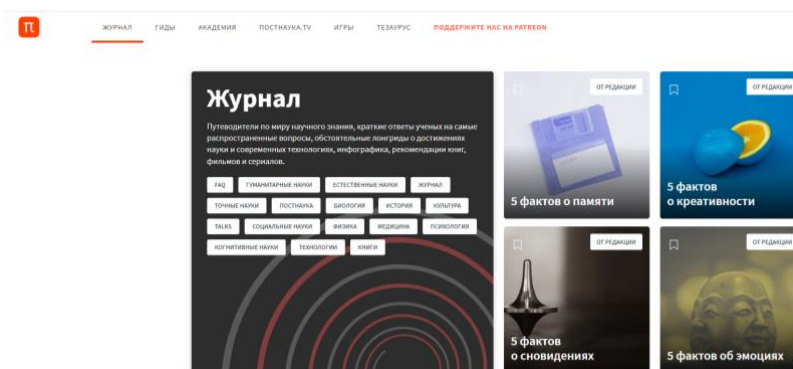 π
ЖУРНАЛ ГИДЫ АКАДЕМИЯ ПОСТНАУКА.TV ИГРЫ ТЕЗАУРУС ПОДДЕРЖИТЕ НАС НА PATREON
Журнал
Путеводители по миру научного знания, краткие ответы ученых на самые
распространенные вопросы, обстоятельные лонгриды о достижениях
науки и современных технологиях, инфографика, рекомендации книг,
фильмов и сериалов.
FAQ ГУМАНИТАРНЫЕ НАУКИ ЕСТЕСТВЕННЫЕ НАУКИ ЖУРНАЛ
ТОЧНЫЕ НАУКИ ПОСТНАУКА БИОЛОГИЯ ИСТОРИЯ КУЛЬТУРА
TALKS СОЦИАЛЬНЫЕ НАУКИ ФИЗИКА МЕДИЦИНА ПСИХОЛОГИЯ
КОГНИТИВНЫЕ НАУКИ ТЕХНОЛОГИИ КНИГИ
ОТ РЕДАКЦИИ
5 фактов о памяти
ОТ РЕДАКЦИИ
5 фактов
о креативности
ОТ РЕДАКЦИИ
5 фактов
о сновидениях
ОТ РЕДАКЦИИ
5 фактов об эмоциях